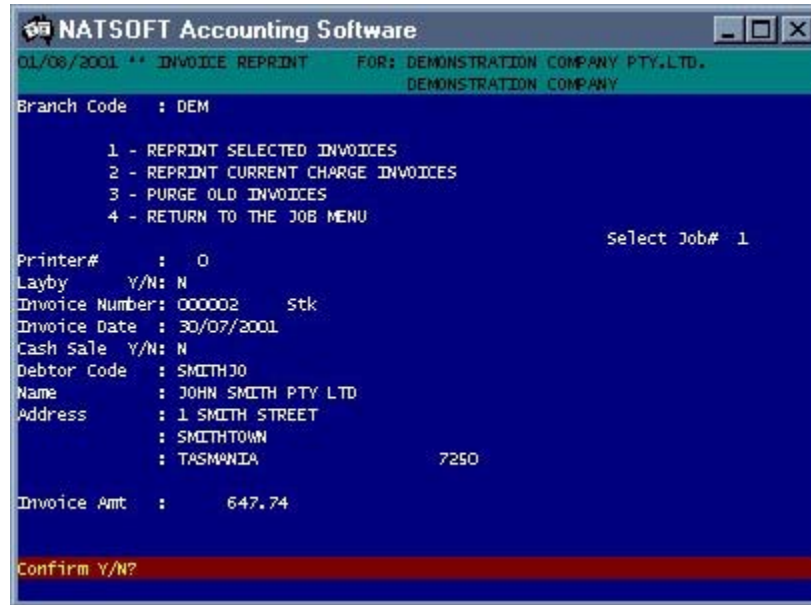 NATSOFT Accounting Software
01/08/2001 ** INVOICE REPRINT FOR: DEMONSTRATION COMPANY PTY.LTD.
DEMONSTRATION COMPANY
Branch Code : DEM
1 - REPRINT SELECTED INVOICES
2 - REPRINT CURRENT CHARGE INVOICES
3 - PURGE OLD INVOICES
4 - RETURN TO THE JOB MENU
Select Job# 1
Printer# : 0
Layby Y/N: N
Invoice Number: 000002 Stk
Invoice Date : 30/07/2001
Cash Sale Y/N: N
Debtor Code : SMITHJO
Name : JOHN SMITH PTY LTD
Address : 1 SMITH STREET
: SMITHTOWN
: TASMANIA 7250
Invoice Amt : 647.74
Confirm Y/N?